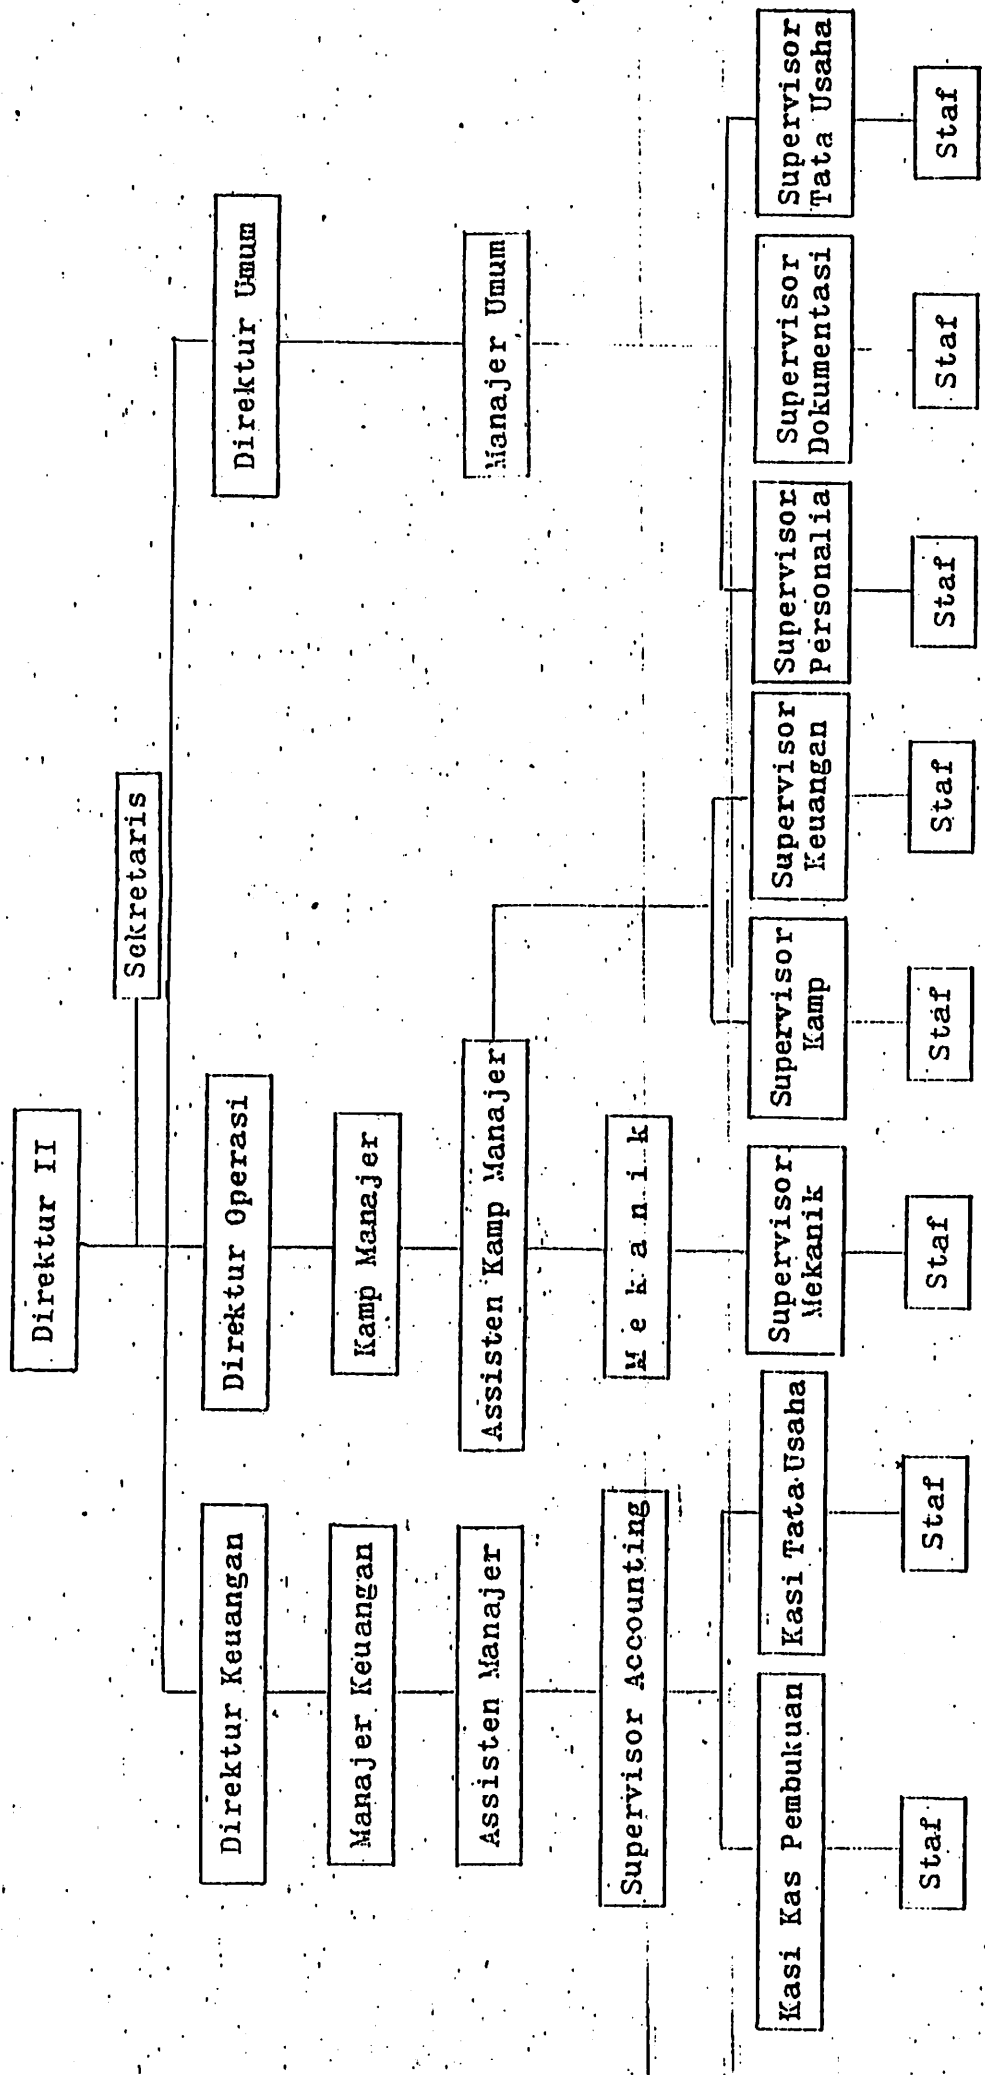 Direktur II
Sekretaris
Direktur Keuangan
Direktur Operasi
Direktur Umum
Manajer Keuangan
Kamp Manajer
Assisten Manajer
Assisten Kamp Manajer
Manajer Umum
Supervisor Accounting
M e k a n i k
Kasi Kas Pembukuan
Kasi Tata Usaha
Supervisor
Mekanik
Supervisor
Kamp
Supervisor
Keuangan
Supervisor
Personalia
Supervisor
Dokumentasi
Supervisor
Tata Usaha
Staf
Staf
Staf
Staf
Staf
Staf
Staf
Staf